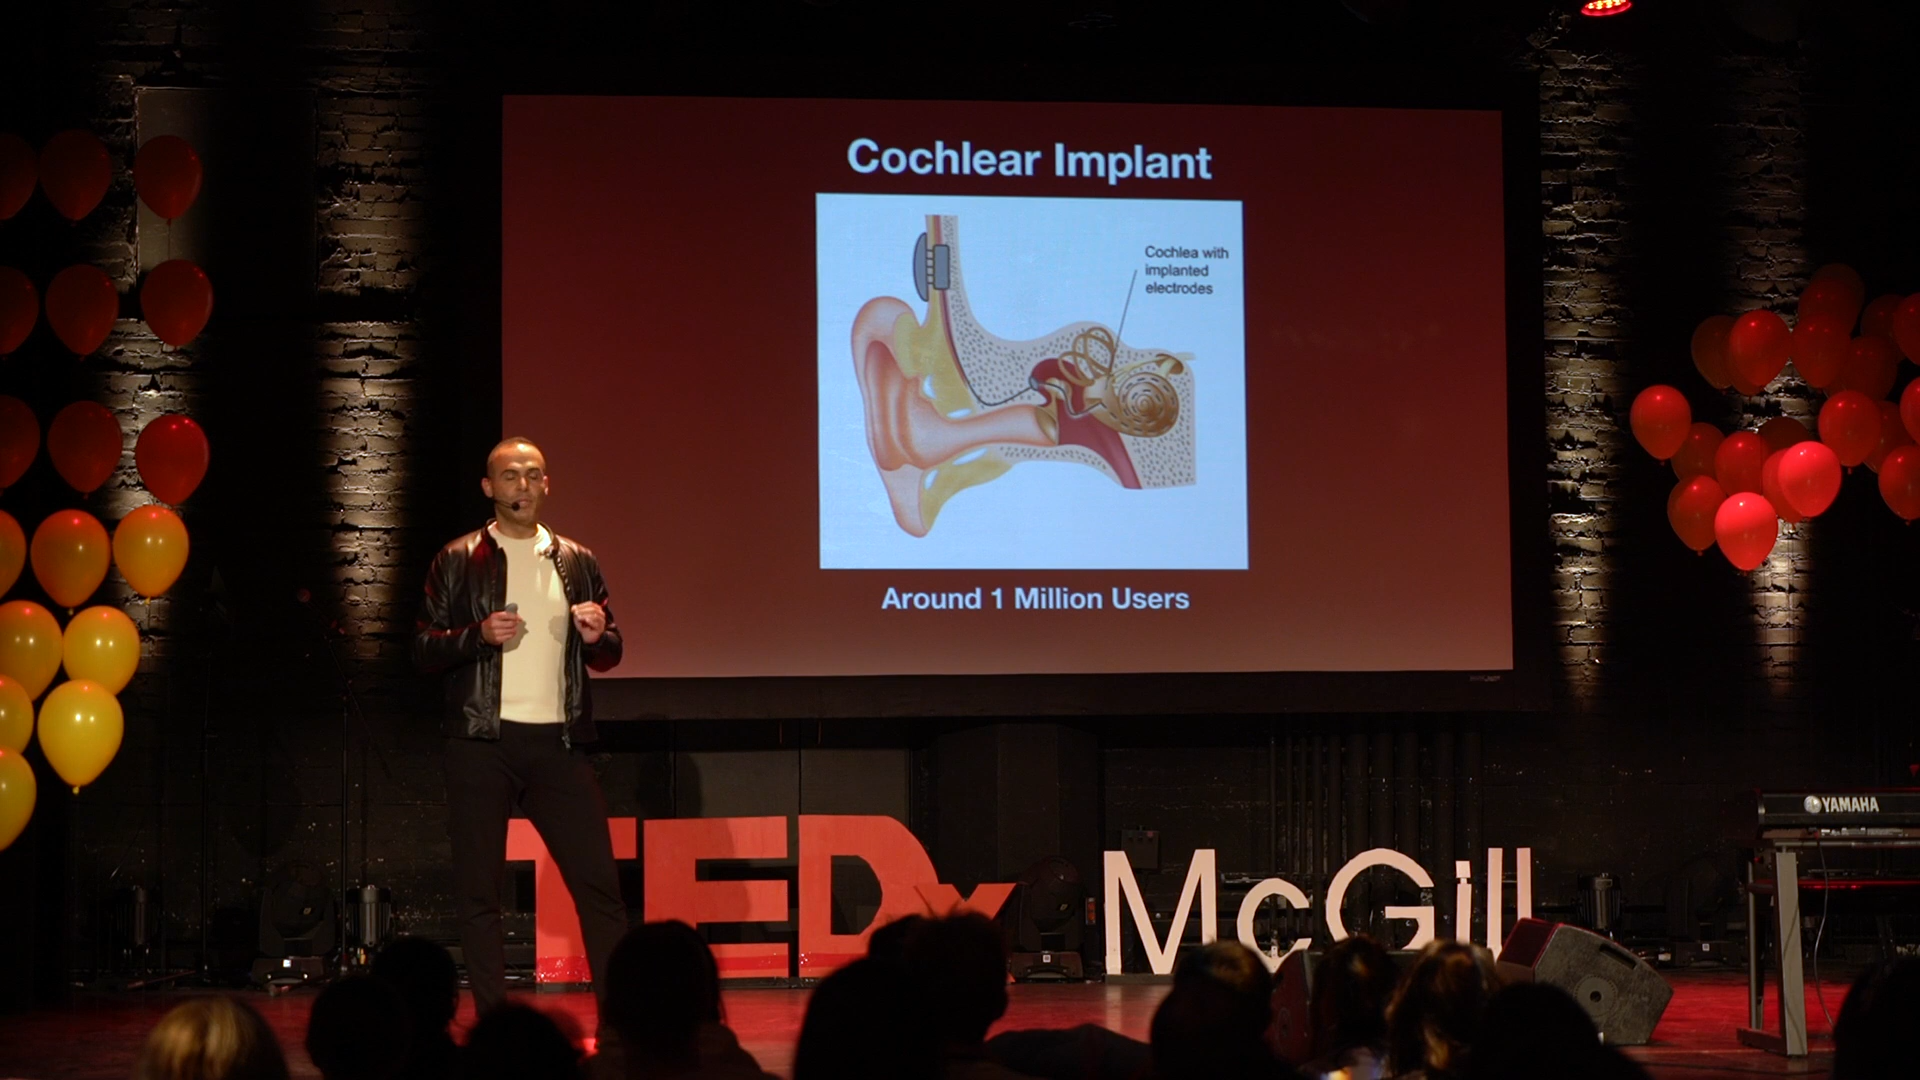 Cochlear Implant
Cochlea with
implanted
electrodes
Around 1 Million Users
TEDx McGill
YAMAHA